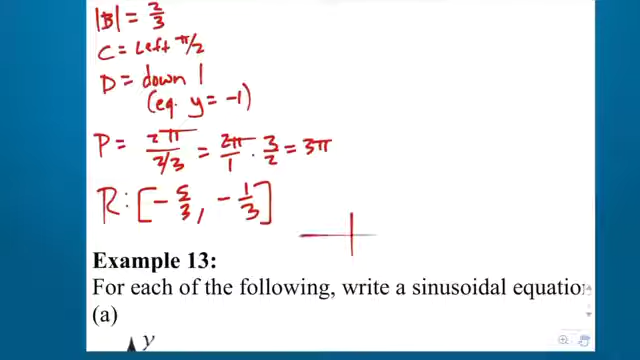 |B| = 2/3
C = Left π/2
D = down 1
(eq. y = -1)
P = 2π/(2/3) = 2π/1 · 3/2 = 3π
R: [-5/3, -1/3]
Example 13:
For each of the following, write a sinusoidal equation
(a)
y